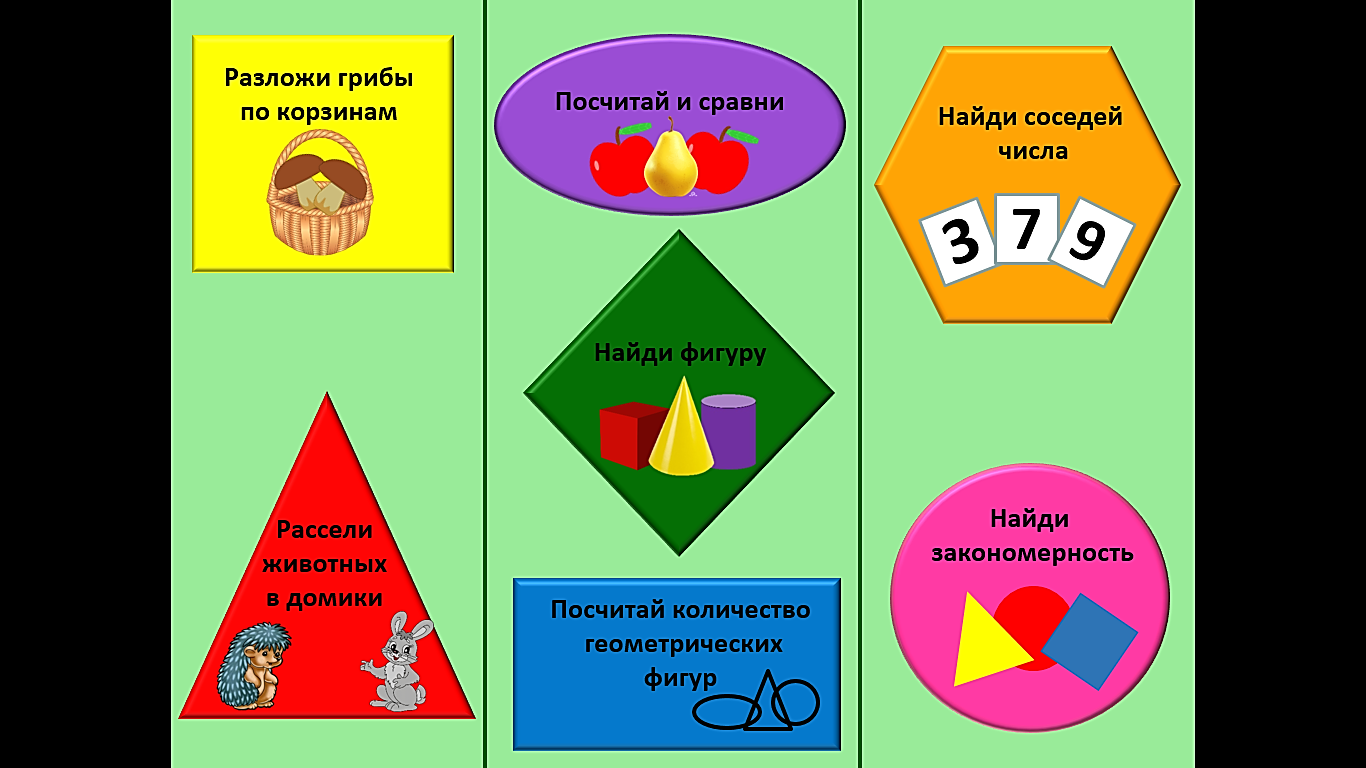 Разложи грибы
по корзинам
Посчитай и сравни
Найди соседей
числа
3 7 9
Найди фигуру
Рассели
животных
в домики
Посчитай количество
геометрических
фигур
Найди
закономерность